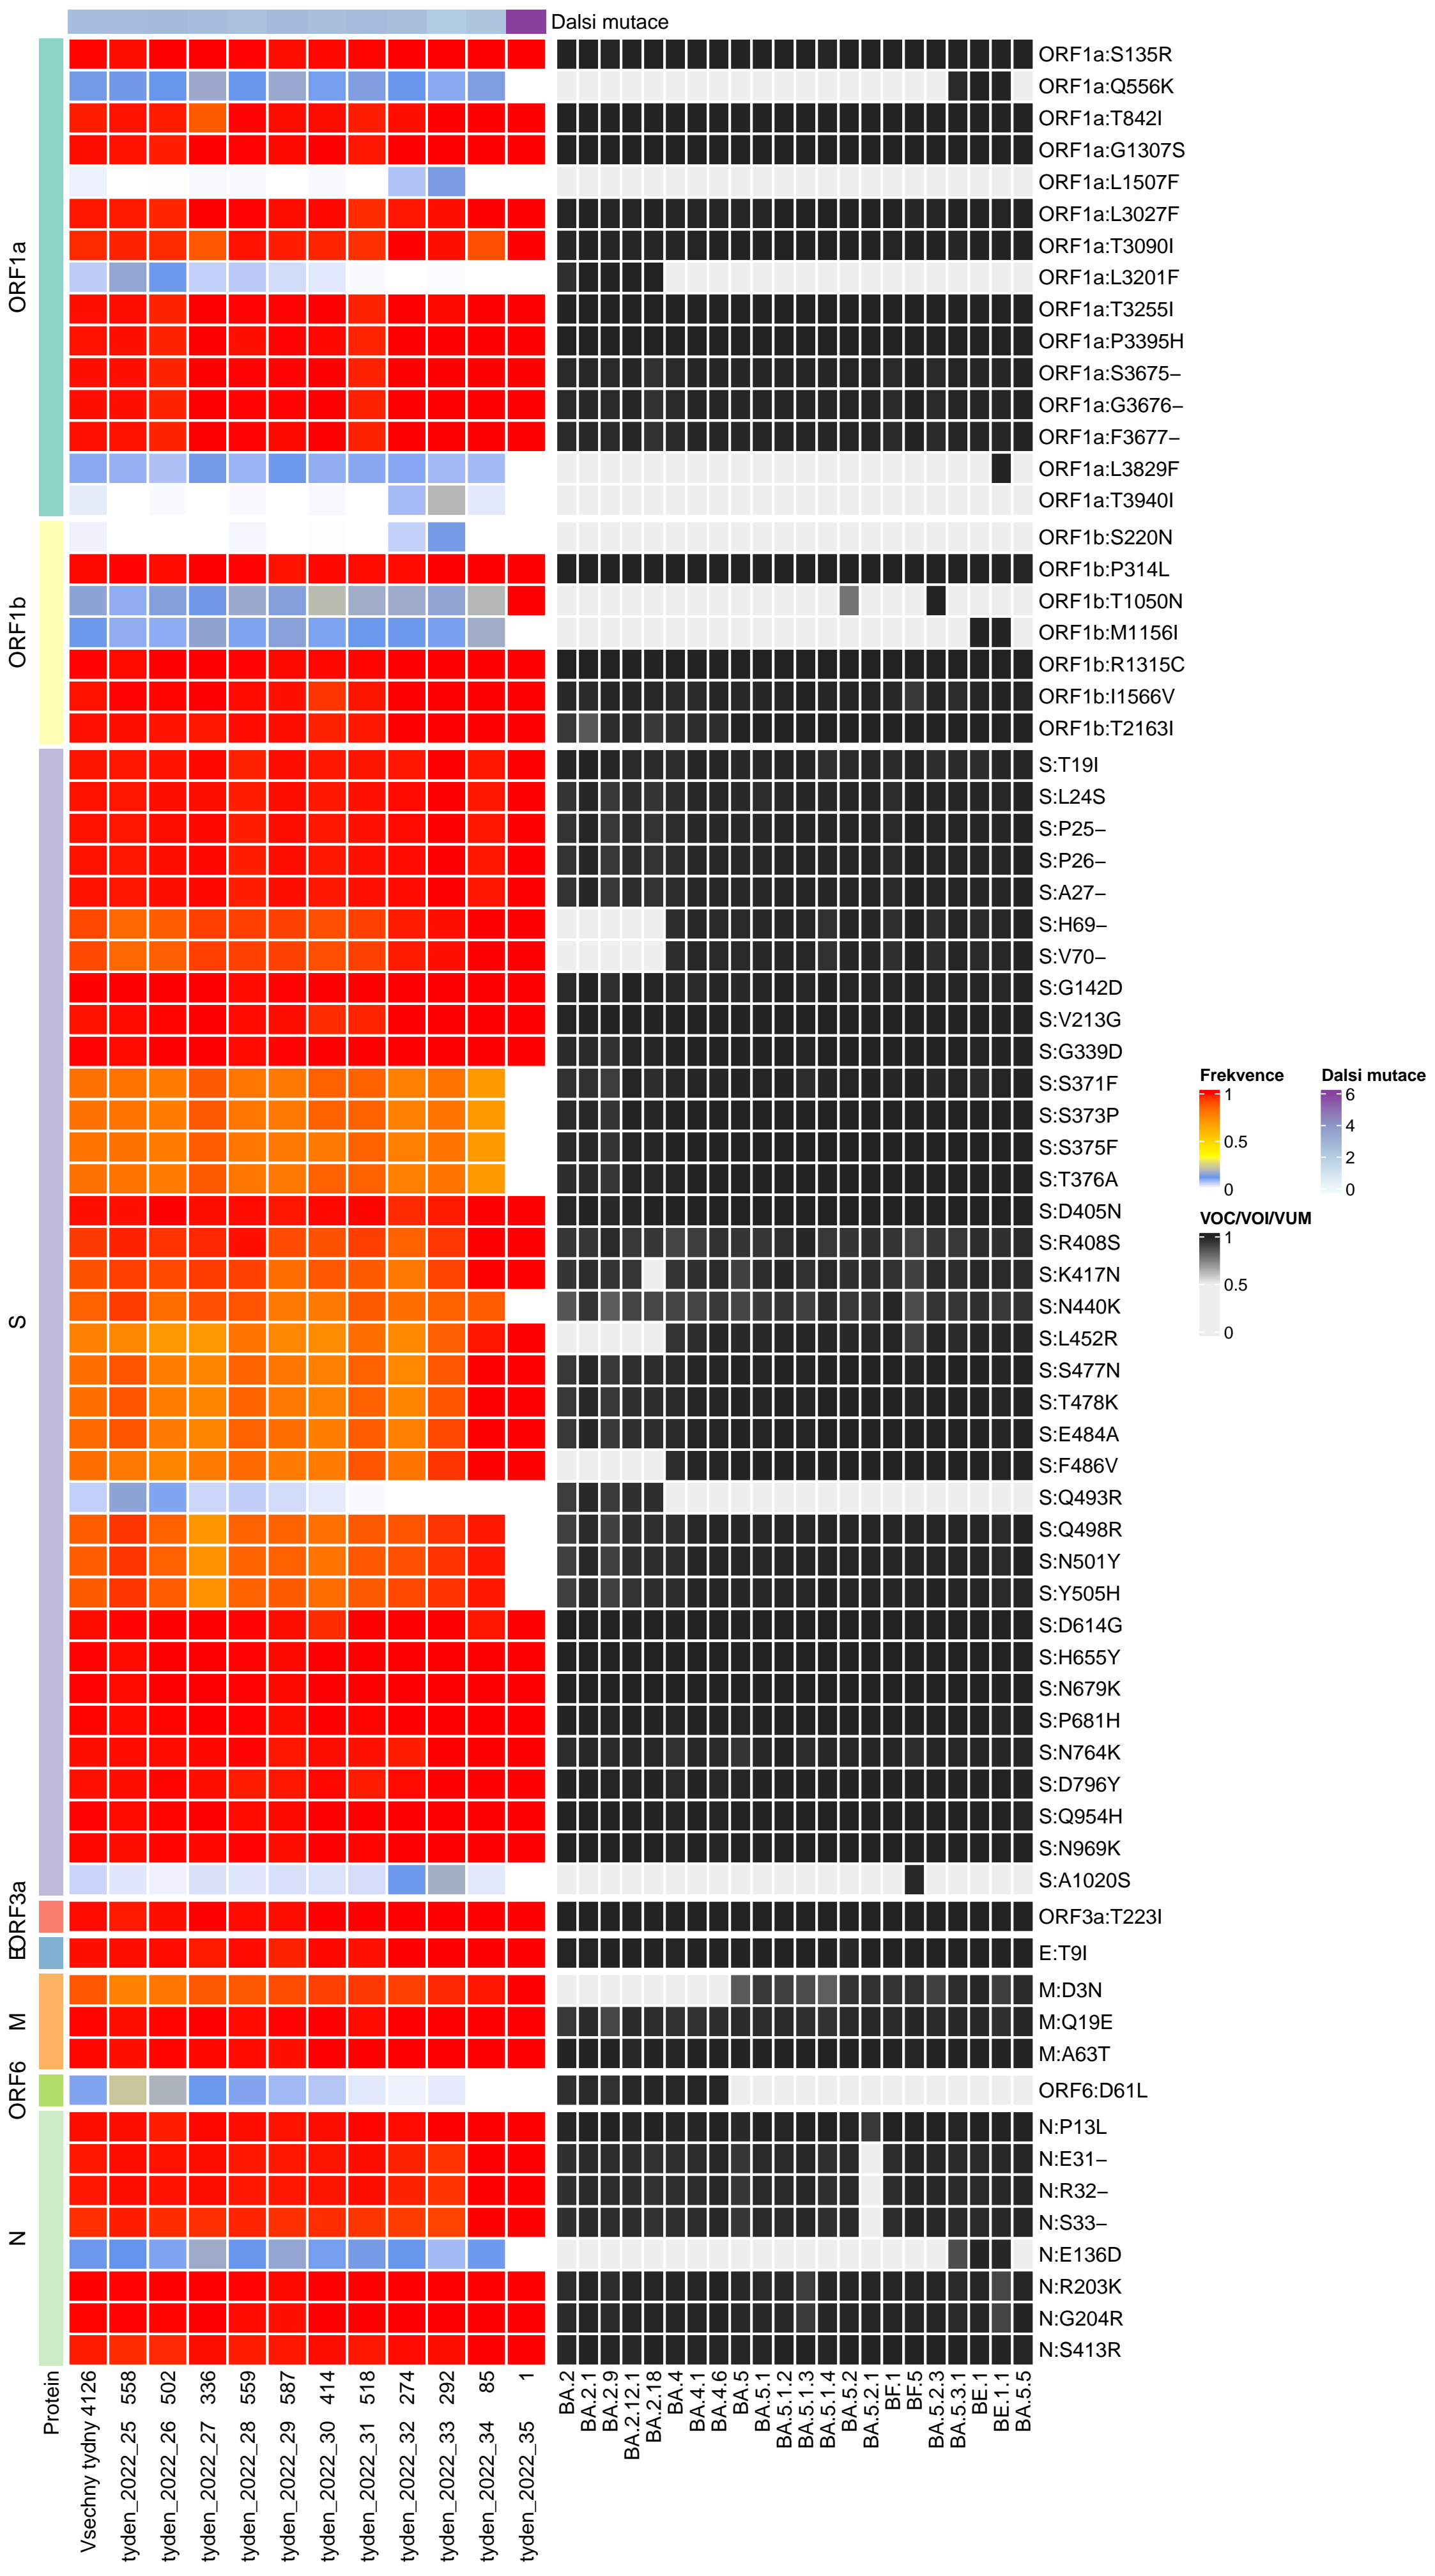 Dalsi mutace
ORF1a:S135R
ORF1a:Q556K
ORF1a:T842I
ORF1a:G1307S
ORF1a:L1507F
ORF1a:L3027F
ORF1a:T3090I
ORF1a:L3201F
ORF1a:T3255I
ORF1a:P3395H
ORF1a:S3675−
ORF1a:G3676−
ORF1a:F3677−
ORF1a:L3829F
ORF1a:T3940I
ORF1b:S220N
ORF1b:P314L
ORF1b:T1050N
ORF1b:M1156I
ORF1b:R1315C
ORF1b:I1566V
ORF1b:T2163I
S:T19I
S:L24S
S:P25−
S:P26−
S:A27−
S:H69−
S:V70−
S:G142D
S:V213G
S:G339D
S:S371F
S:S373P
S:S375F
S:T376A
S:D405N
S:R408S
S:K417N
S:N440K
S:L452R
S:S477N
S:T478K
S:E484A
S:F486V
S:Q493R
S:Q498R
S:N501Y
S:Y505H
S:D614G
S:H655Y
S:N679K
S:P681H
S:N764K
S:D796Y
S:Q954H
S:N969K
S:A1020S
ORF3a:T223I
E:T9I
M:D3N
M:Q19E
M:A63T
ORF6:D61L
N:P13L
N:E31−
N:R32−
N:S33−
N:E136D
N:R203K
N:G204R
N:S413R
ORF1a
ORF1b
S
ORF3a
E
M
ORF6
N
Protein
Vsechny tydny 4126
tyden_2022_25 558
tyden_2022_26 502
tyden_2022_27 336
tyden_2022_28 559
tyden_2022_29 587
tyden_2022_30 414
tyden_2022_31 518
tyden_2022_32 274
tyden_2022_33 292
tyden_2022_34 85
tyden_2022_35 1
BA.2
BA.2.1
BA.2.9
BA.2.12.1
BA.2.18
BA.4
BA.4.1
BA.4.6
BA.5
BA.5.1
BA.5.1.2
BA.5.1.3
BA.5.1.4
BA.5.2
BA.5.2.1
BF.1
BF.5
BA.5.2.3
BA.5.3.1
BE.1
BE.1.1
BA.5.5
Frekvence
1
0.5
0
Dalsi mutace
6
4
2
0
VOC/VOI/VUM
1
0.5
0